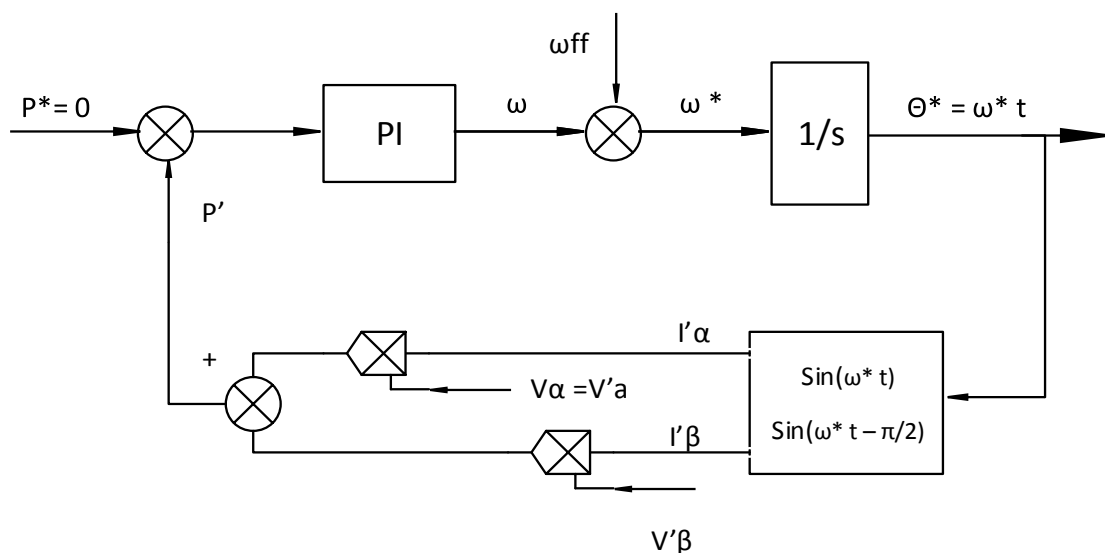 ωff
P*= 0
PI
ω
ω *
1/s
Θ* = ω* t
P’
+
I’α
Vα =V’a
Sin(ω* t)
Sin(ω* t – π/2)
I’β
V’β